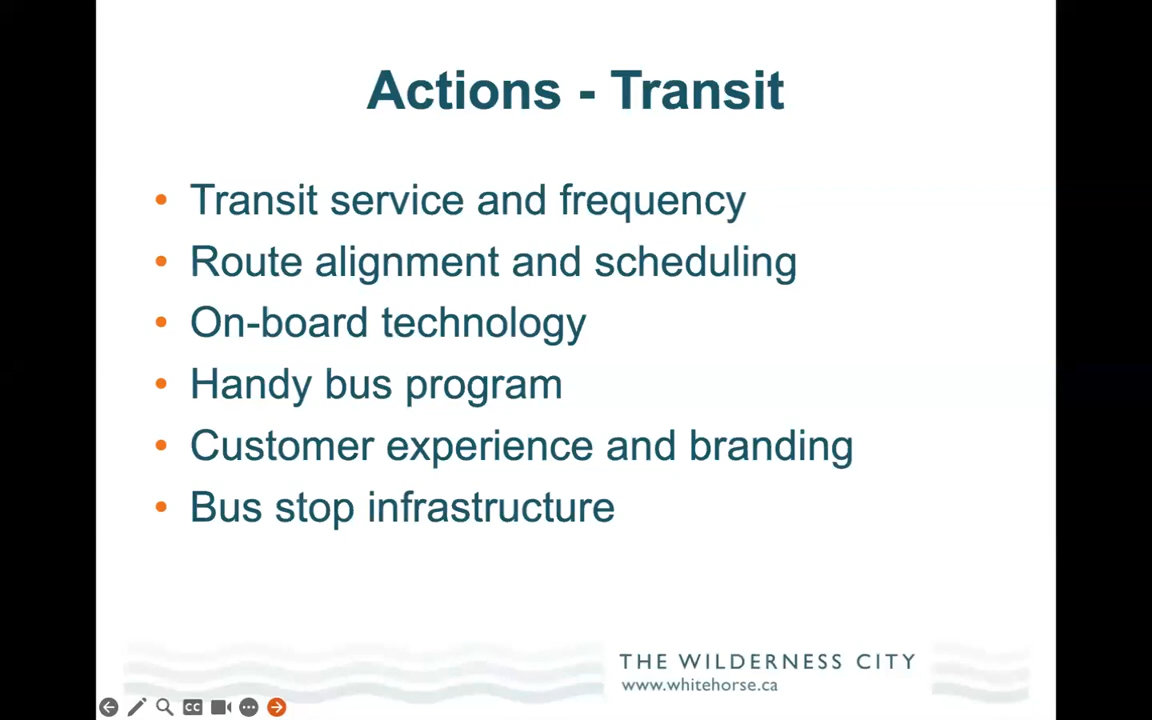 Actions - Transit
• Transit service and frequency
• Route alignment and scheduling
• On-board technology
• Handy bus program
• Customer experience and branding
• Bus stop infrastructure
THE WILDERNESS CITY
www.whitehorse.ca
CC